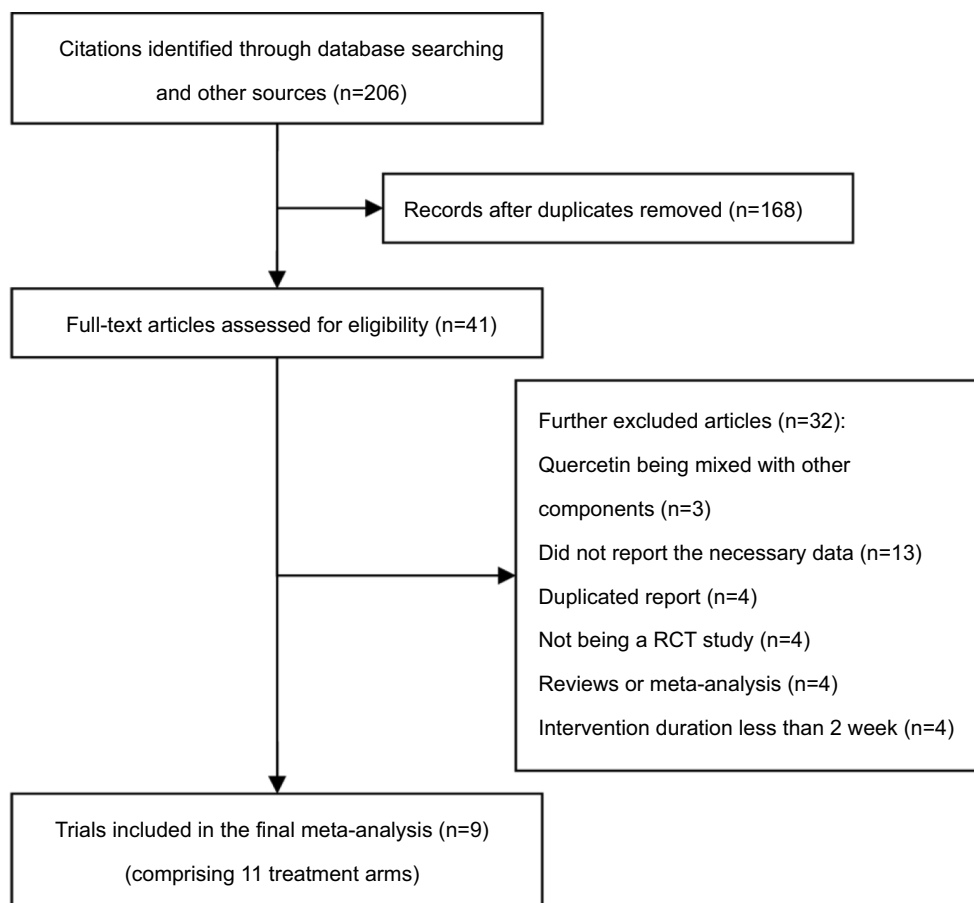 Citations identified through database searching
and other sources (n=206)
Records after duplicates removed (n=168)
Full-text articles assessed for eligibility (n=41)
Further excluded articles (n=32):
Quercetin being mixed with other
components (n=3)
Did not report the necessary data (n=13)
Duplicated report (n=4)
Not being a RCT study (n=4)
Reviews or meta-analysis (n=4)
Intervention duration less than 2 week (n=4)
Trials included in the final meta-analysis (n=9)
(comprising 11 treatment arms)